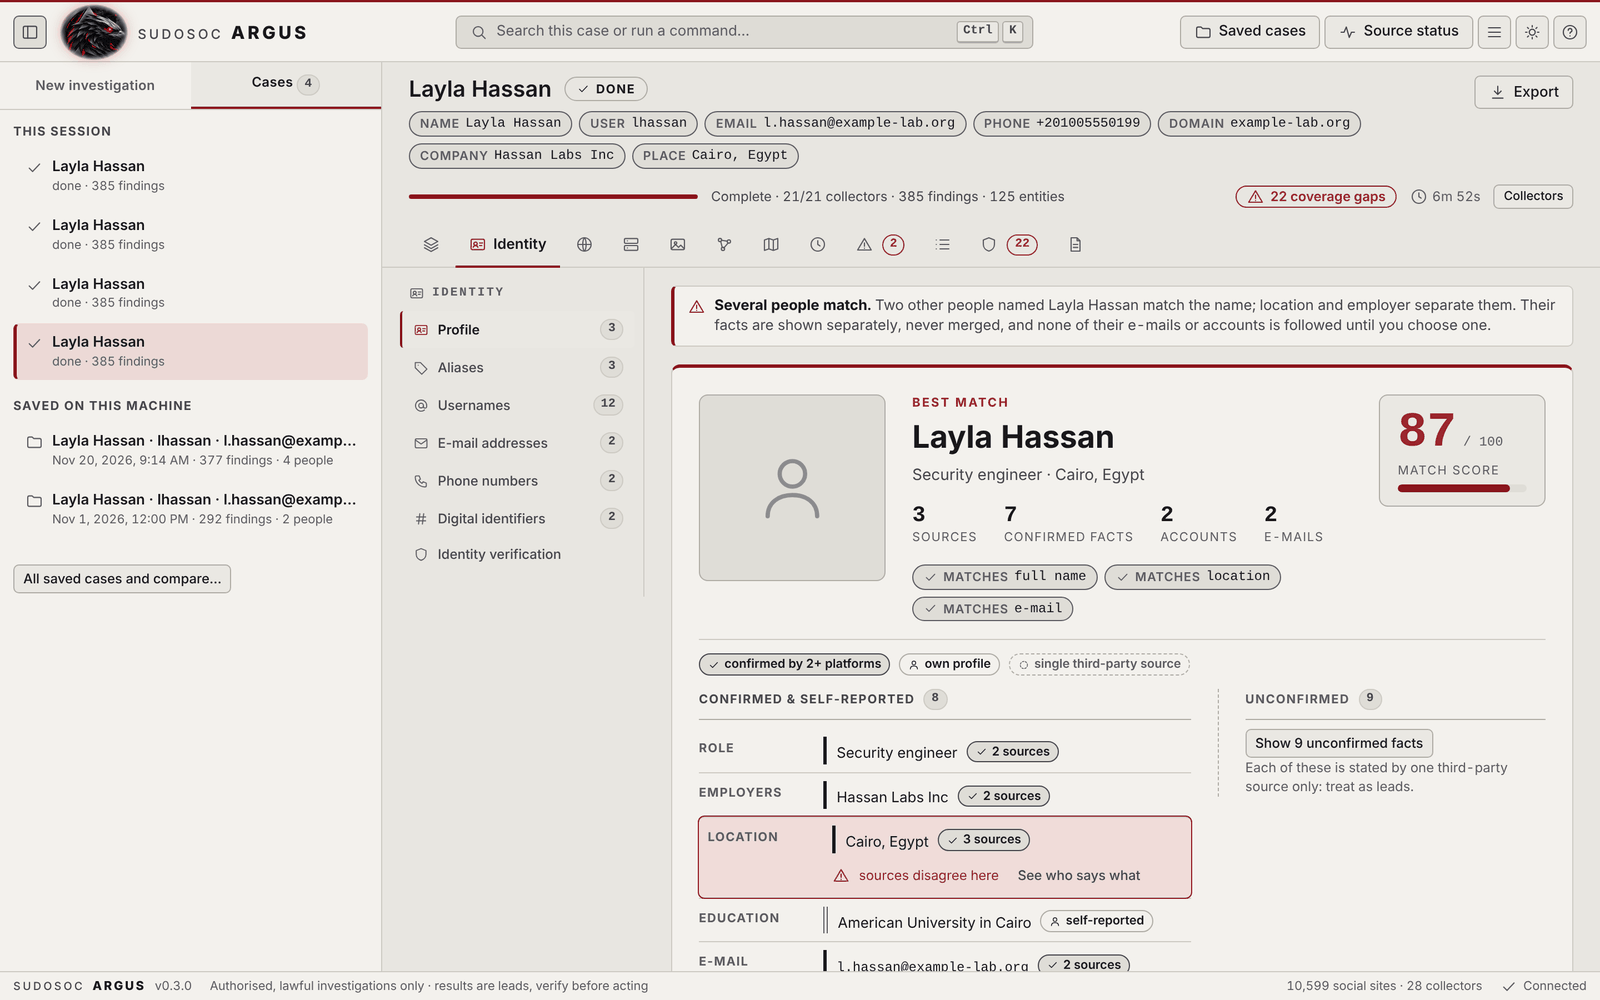 SUDOSOC ARGUS
Search this case or run a command...
Ctrl K
Saved cases
Source status
New investigation
Cases 4
THIS SESSION
Layla Hassan
done · 385 findings
Layla Hassan
done · 385 findings
Layla Hassan
done · 385 findings
Layla Hassan
done · 385 findings
SAVED ON THIS MACHINE
Layla Hassan · lhassan · l.hassan@examp...
Nov 20, 2026, 9:14 AM · 377 findings · 4 people
Layla Hassan · lhassan · l.hassan@examp...
Nov 1, 2026, 12:00 PM · 292 findings · 2 people
All saved cases and compare...
Layla Hassan
DONE
Export
NAME Layla Hassan
USER lhassan
EMAIL l.hassan@example-lab.org
PHONE +201005550199
DOMAIN example-lab.org
COMPANY Hassan Labs Inc
PLACE Cairo, Egypt
Complete · 21/21 collectors · 385 findings · 125 entities
22 coverage gaps
6m 52s
Collectors
Identity
2
22
IDENTITY
Profile 3
Aliases 3
Usernames 12
E-mail addresses 2
Phone numbers 2
Digital identifiers 2
Identity verification
Several people match. Two other people named Layla Hassan match the name; location and employer separate them. Their
facts are shown separately, never merged, and none of their e-mails or accounts is followed until you choose one.
BEST MATCH
Layla Hassan
Security engineer · Cairo, Egypt
3 SOURCES
7 CONFIRMED FACTS
2 ACCOUNTS
2 E-MAILS
MATCHES full name
MATCHES location
MATCHES e-mail
87 / 100
MATCH SCORE
confirmed by 2+ platforms
own profile
single third-party source
CONFIRMED & SELF-REPORTED 8
ROLE
Security engineer
2 sources
EMPLOYERS
Hassan Labs Inc
2 sources
LOCATION
Cairo, Egypt
3 sources
sources disagree here
See who says what
EDUCATION
American University in Cairo
self-reported
E-MAIL
l.hassan@example-lab.org
2 sources
UNCONFIRMED 9
Show 9 unconfirmed facts
Each of these is stated by one third-party
source only: treat as leads.
SUDOSOC ARGUS v0.3.0
Authorised, lawful investigations only · results are leads, verify before acting
10,599 social sites · 28 collectors
Connected